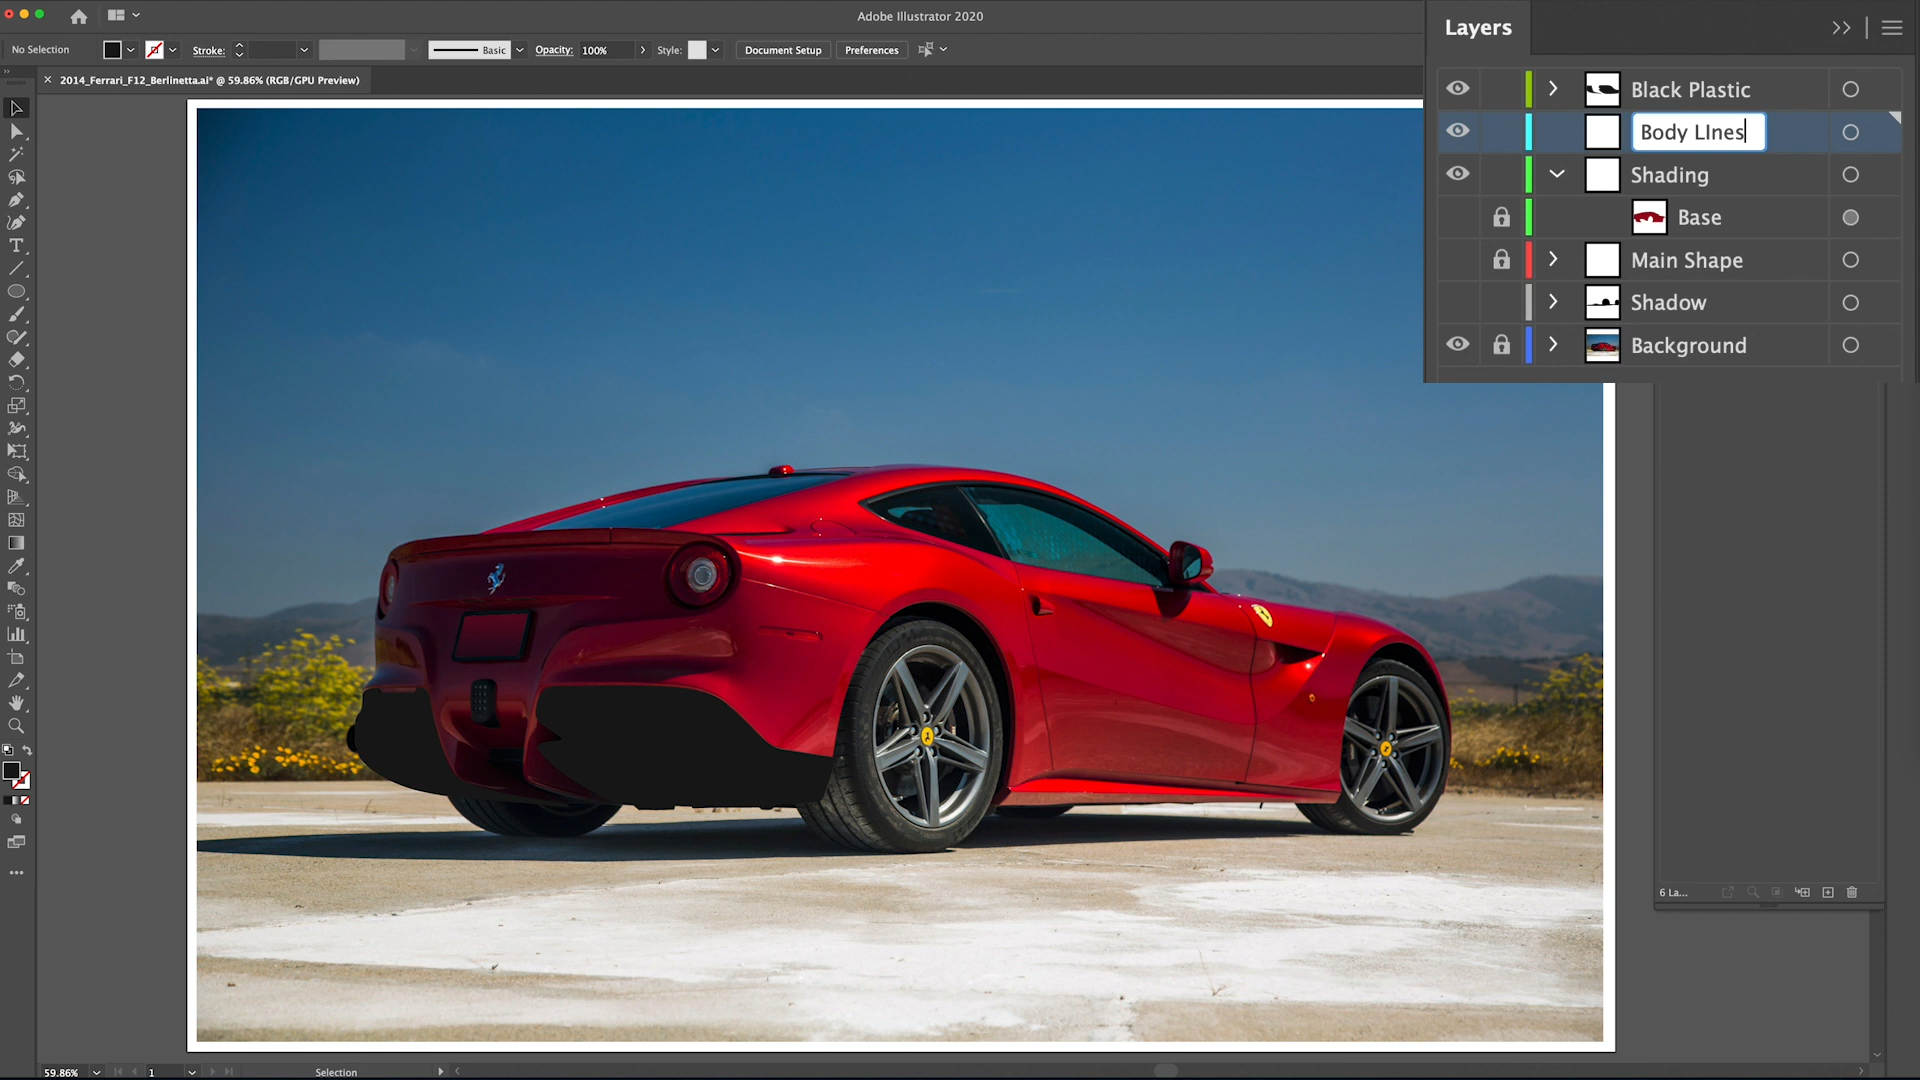 Adobe Illustrator 2020
No Selection
Stroke:
Basic
Opacity:
100%
Style:
Document Setup
Preferences
2014_Ferrari_F12_Berlinetta.ai* @ 59.86% (RGB/GPU Preview)
Layers
Black Plastic
Body LInes
Shading
Base
Main Shape
Shadow
Background
6 La...
59.86%
1
Selection